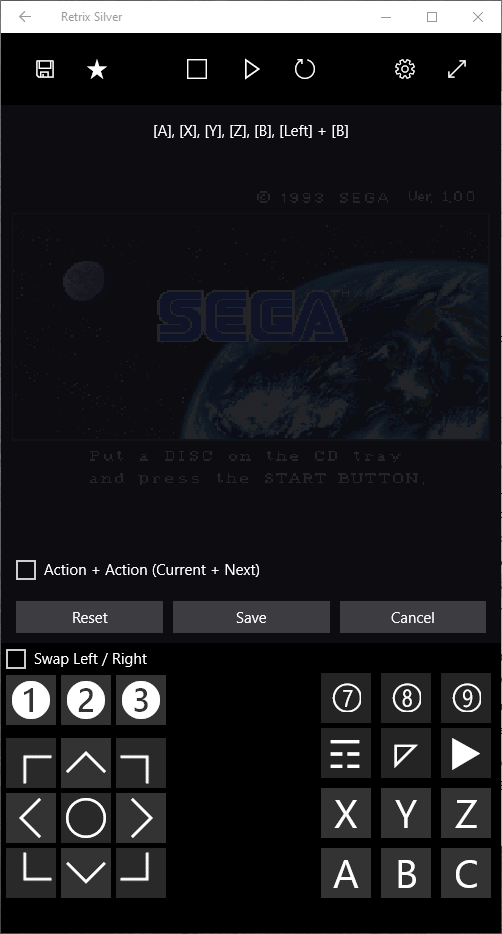 Retrix Silver
[A], [X], [Y], [Z], [B], [Left] + [B]
© 1993 SEGA Ver. 1.00
SEGA TM
Put a DISC on the CD tray
and press the START BUTTON.
Action + Action (Current + Next)
Reset Save Cancel
Swap Left / Right
1 2 3 7 8 9
X Y Z
A B C